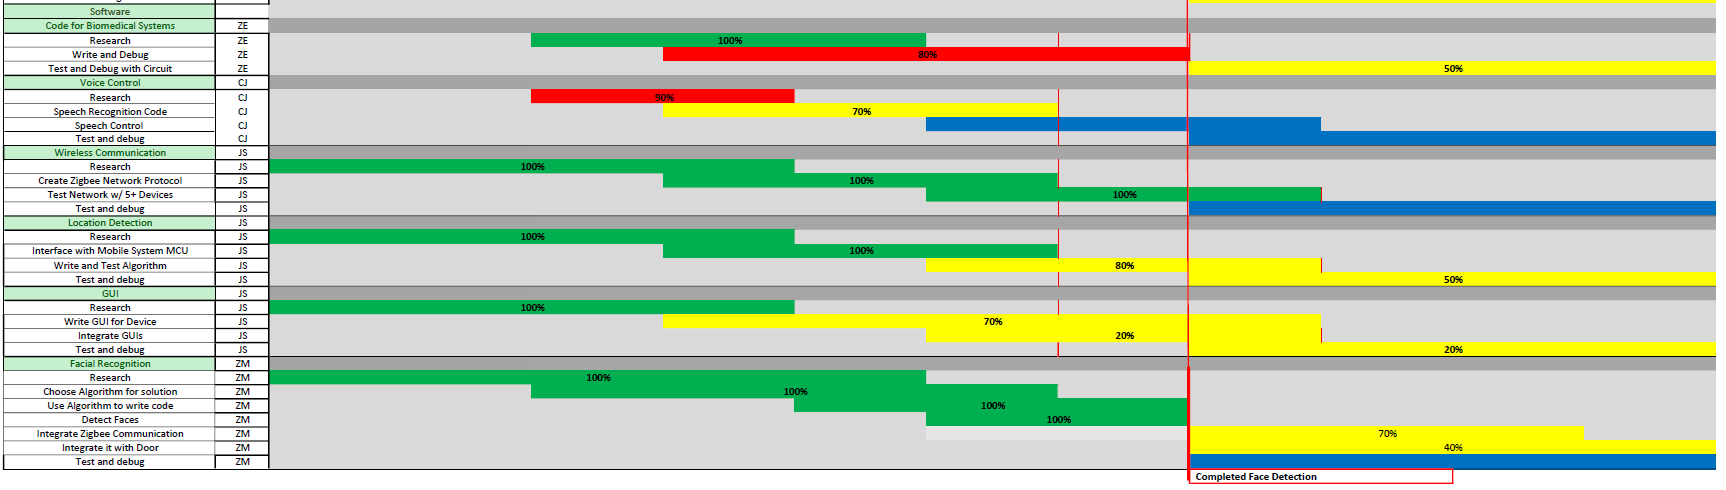 Software
Code for Biomedical Systems ZE
Research ZE 100%
Write and Debug ZE 80%
Test and Debug with Circuit ZE 50%
Voice Control CJ
Research CJ 90%
Speech Recognition Code CJ 70%
Speech Control CJ
Test and debug CJ
Wireless Communication JS
Research JS 100%
Create Zigbee Network Protocol JS 100%
Test Network w/ 5+ Devices JS 100%
Test and debug JS
Location Detection JS
Research JS 100%
Interface with Mobile System MCU JS 100%
Write and Test Algorithm JS 80%
Test and debug JS 50%
GUI JS
Research JS 100%
Write GUI for Device JS 70%
Integrate GUIs JS 20%
Test and debug JS 20%
Facial Recognition ZM
Research ZM 100%
Choose Algorithm for solution ZM 100%
Use Algorithm to write code ZM 100%
Detect Faces ZM 100%
Integrate Zigbee Communication ZM 70%
Integrate it with Door ZM 40%
Test and debug ZM
Completed Face Detection